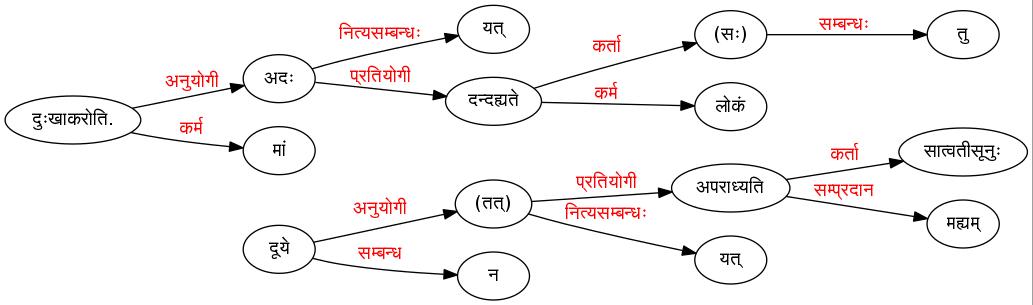 यत्
नित्यसम्बन्धः
(सः)
सम्बन्धः
तु
कर्ता
अनुयोगी
अदः
प्रतियोगी
दन्दह्यते
कर्म
लोकं
दुःखाकरोति.
कर्म
मां
कर्ता
सात्वतीसूनुः
प्रतियोगी
अपराध्यति
सम्प्रदान
अनुयोगी
(तत्)
नित्यसम्बन्धः
मह्यम्
दूये
सम्बन्ध
न
यत्